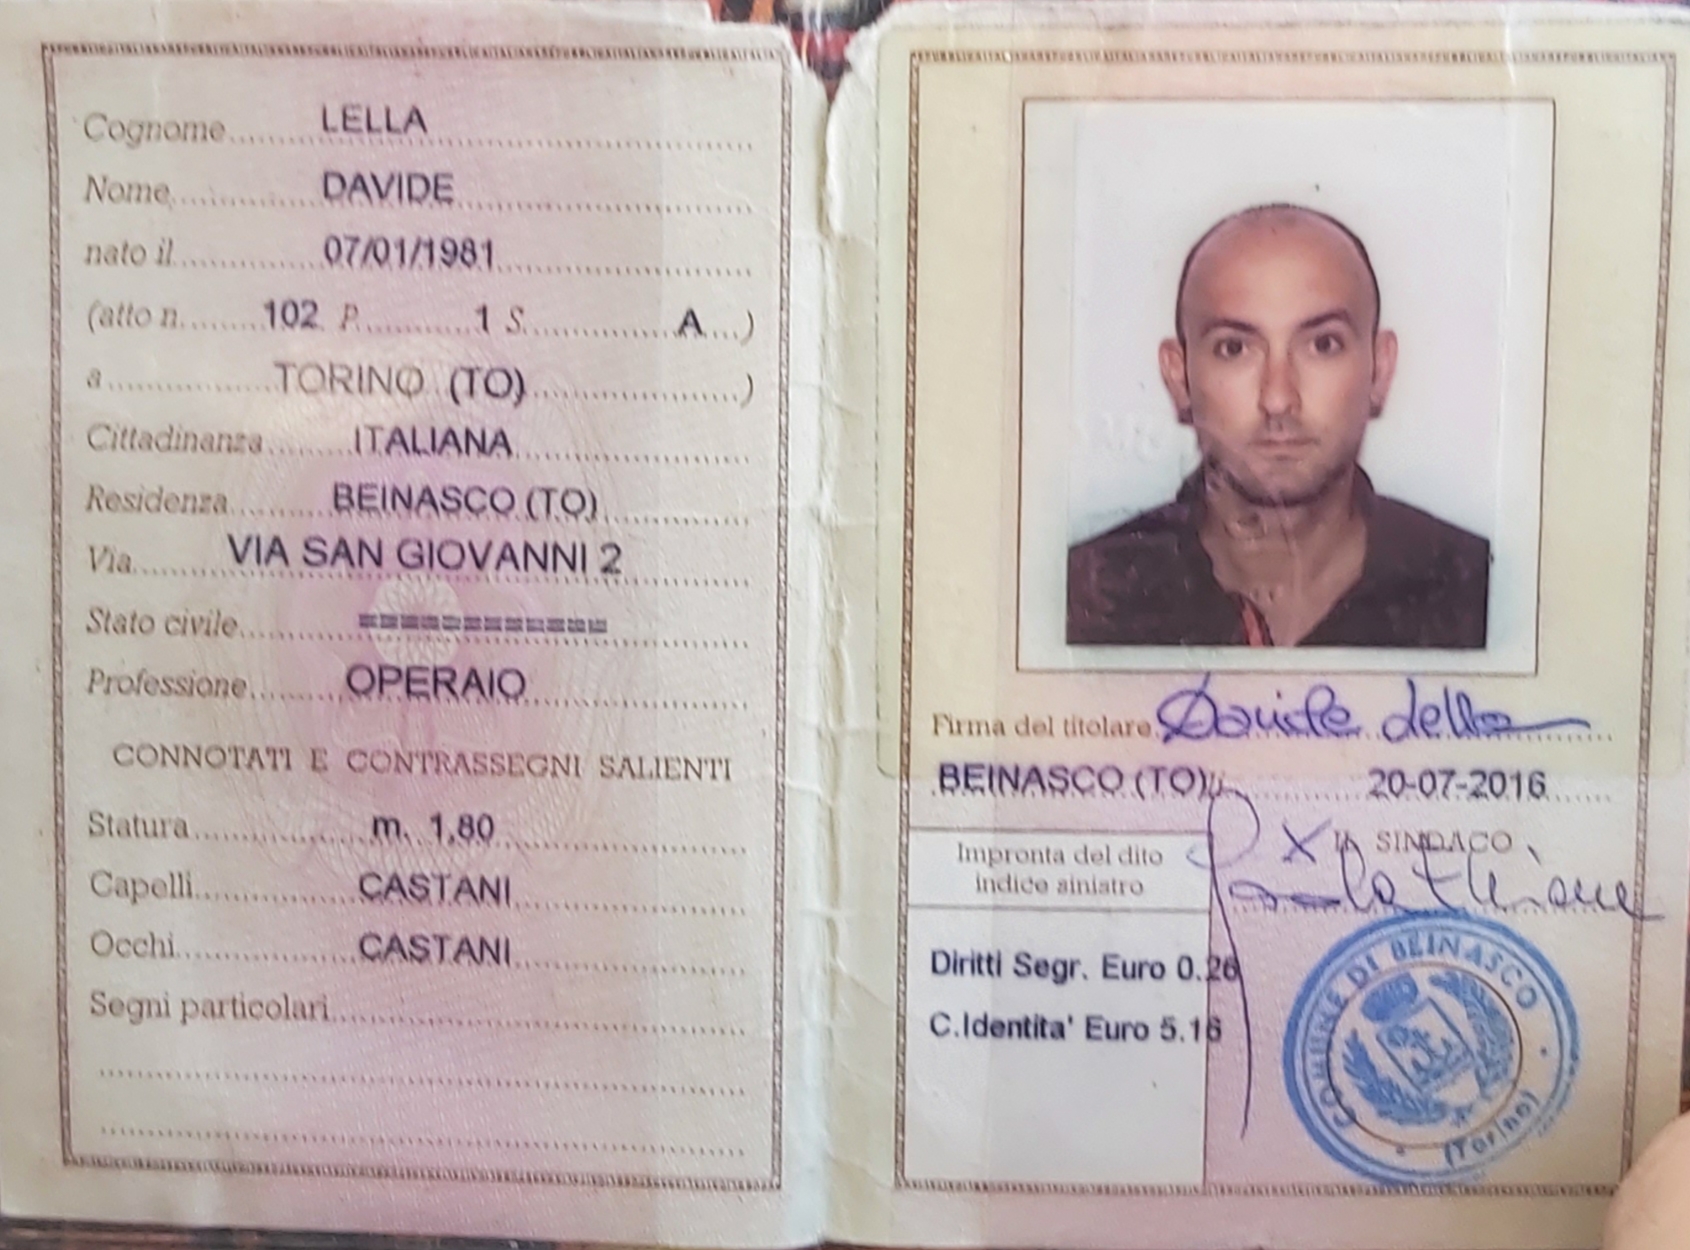 Cognome LELLA
Nome DAVIDE
nato il 07/01/1981
(atto n. 102 P. 1 S. A )
a TORINO (TO) )
Cittadinanza ITALIANA
Residenza BEINASCO (TO)
Via VIA SAN GIOVANNI 2
Stato civile ============
Professione OPERAIO
CONNOTATI E CONTRASSEGNI SALIENTI
Statura m. 1,80
Capelli CASTANI
Occhi CASTANI
Segni particolari
Firma del titolare Davide Lella
BEINASCO (TO) 20-07-2016
IL SINDACO
Impronta del dito
indice sinistro
Diritti Segr. Euro 0.26
C.Identita' Euro 5.16
COMUNE DI BEINASCO
(Torino)